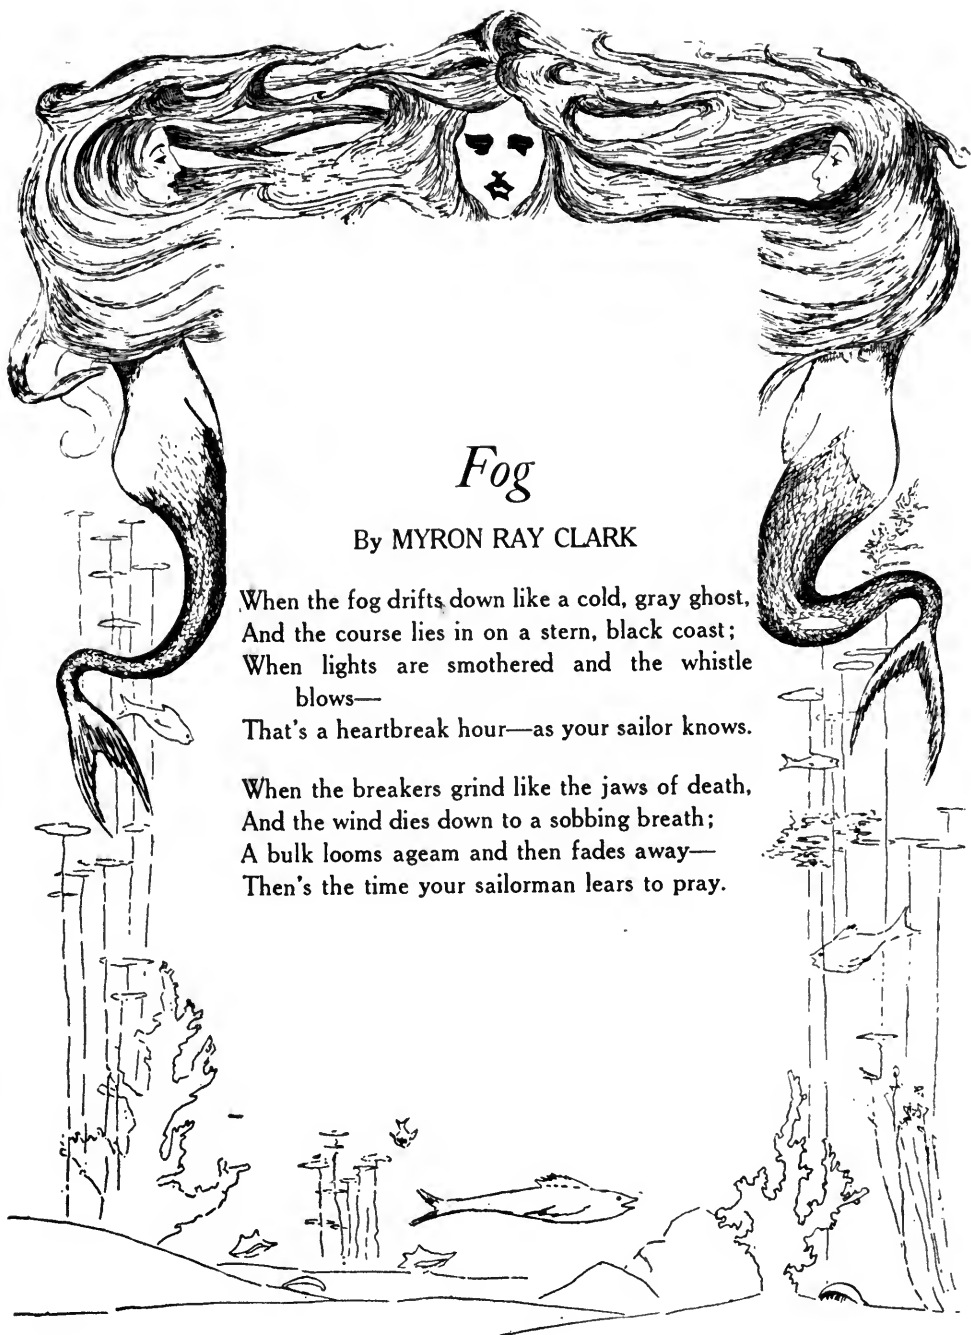 Fog
By MYRON RAY CLARK
When the fog drifts down like a cold, gray ghost,
And the course lies in on a stern, black coast;
When lights are smothered and the whistle
blows—
That's a heartbreak hour—as your sailor knows.
When the breakers grind like the jaws of death,
And the wind dies down to a sobbing breath;
A bulk looms ageam and then fades away—
Then's the time your sailorman lears to pray.